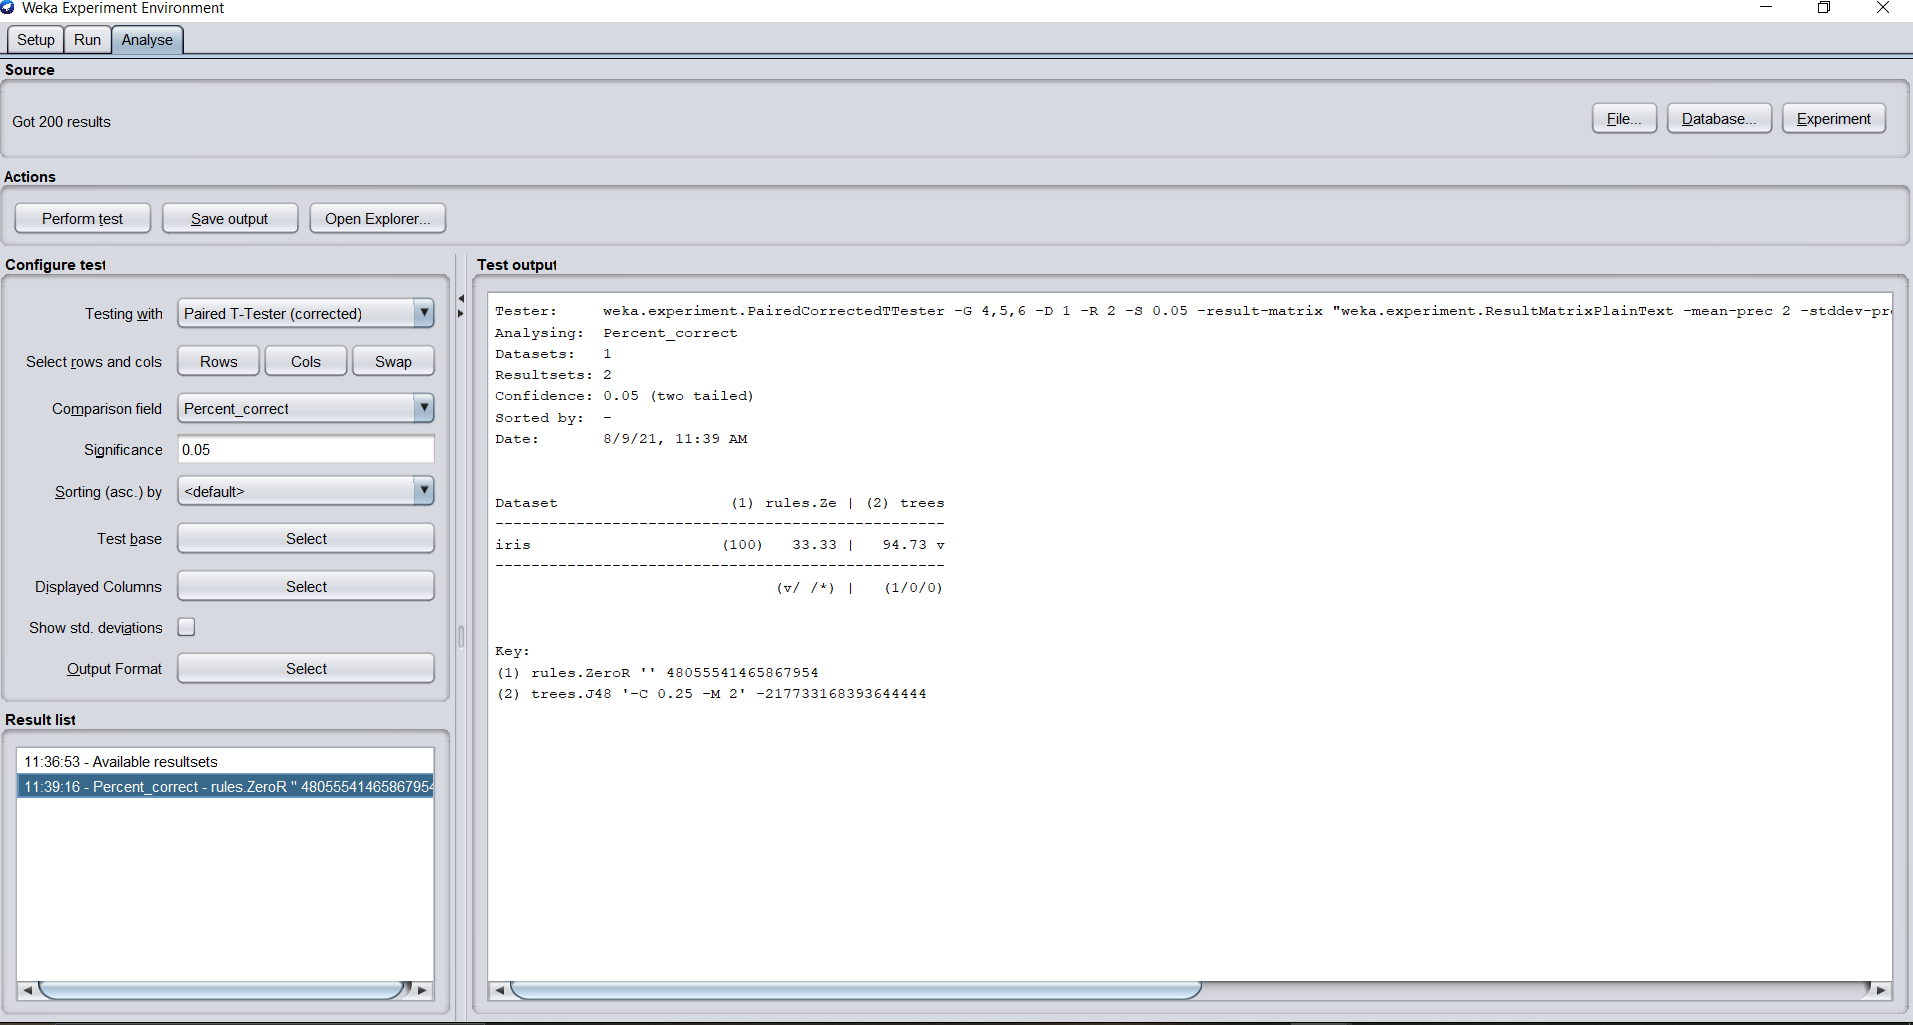 Weka Experiment Environment
Setup Run Analyse
Source
Got 200 results
File... Database... Experiment
Actions
Perform test Save output Open Explorer...
Configure test
Testing with Paired T-Tester (corrected)
Select rows and cols Rows Cols Swap
Comparison field Percent_correct
Significance 0.05
Sorting (asc.) by <default>
Test base Select
Displayed Columns Select
Show std. deviations
Output Format Select
Result list
11:36:53 - Available resultsets
11:39:16 - Percent_correct - rules.ZeroR '' 48055541465867954
Test output
Tester: weka.experiment.PairedCorrectedTTester -G 4,5,6 -D 1 -R 2 -S 0.05 -result-matrix "weka.experiment.ResultMatrixPlainText -mean-prec 2 -stddev-pr
Analysing: Percent_correct
Datasets: 1
Resultsets: 2
Confidence: 0.05 (two tailed)
Sorted by: -
Date: 8/9/21, 11:39 AM
Dataset (1) rules.Ze | (2) trees
--------------------------------------------------
iris (100) 33.33 | 94.73 v
--------------------------------------------------
(v/ /*) | (1/0/0)
Key:
(1) rules.ZeroR '' 48055541465867954
(2) trees.J48 '-C 0.25 -M 2' -217733168393644444